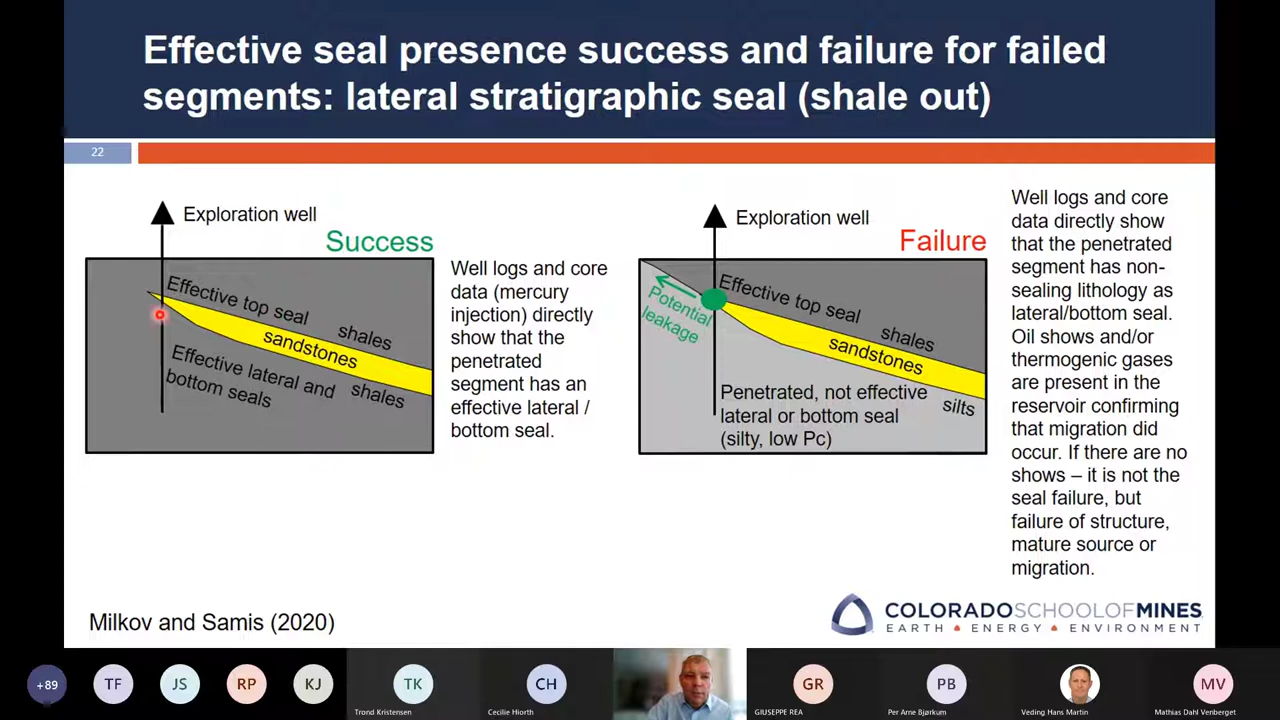 Effective seal presence success and failure for failed
segments: lateral stratigraphic seal (shale out)
22
Exploration well
Success
Effective top seal
shales
sandstones
Effective lateral and
bottom seals
shales
Well logs and core
data (mercury
injection) directly
show that the
penetrated
segment has an
effective lateral /
bottom seal.
Exploration well
Failure
Potential
leakage
Effective top seal
shales
sandstones
silts
Penetrated, not effective
lateral or bottom seal
(silty, low Pc)
Well logs and core
data directly show
that the penetrated
segment has non-
sealing lithology as
lateral/bottom seal.
Oil shows and/or
thermogenic gases
are present in the
reservoir confirming
that migration did
occur. If there are no
shows – it is not the
seal failure, but
failure of structure,
mature source or
migration.
Milkov and Samis (2020)
COLORADOSCHOOLOFMINES
EARTH • ENERGY • ENVIRONMENT
+89
TF
JS
RP
KJ
TK
Trond Kristensen
CH
Cecilie Hiorth
GR
GIUSEPPE REA
PB
Per Arne Bjørkum
Veding Hans Martin
MV
Mathias Dahl Venberget